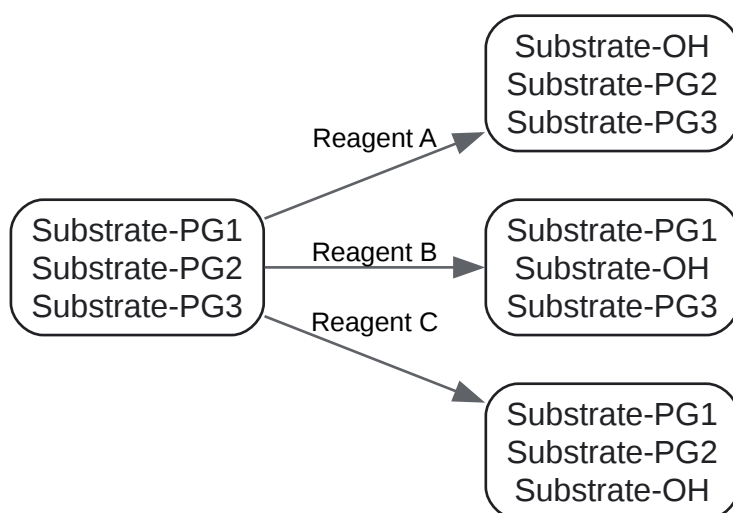 Substrate-PG1
Substrate-PG2
Substrate-PG3
Reagent A
Reagent B
Reagent C
Substrate-OH
Substrate-PG2
Substrate-PG3
Substrate-PG1
Substrate-OH
Substrate-PG3
Substrate-PG1
Substrate-PG2
Substrate-OH